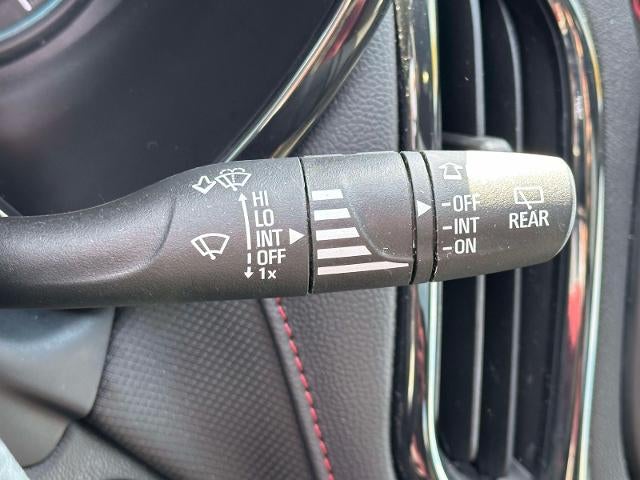 HI
LO
INT
OFF
1x
-OFF
-INT
-ON
REAR